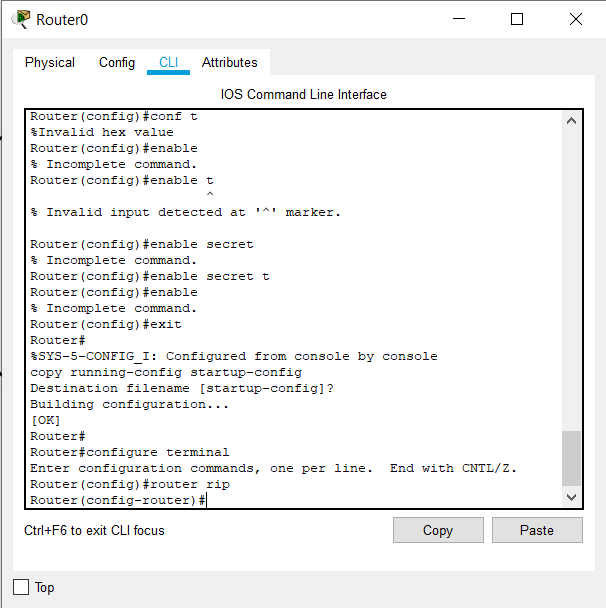 Router0
Physical Config CLI Attributes
IOS Command Line Interface
Router(config)#conf t
%Invalid hex value
Router(config)#enable
% Incomplete command.
Router(config)#enable t
^
% Invalid input detected at '^' marker.
Router(config)#enable secret
% Incomplete command.
Router(config)#enable secret t
Router(config)#enable
% Incomplete command.
Router(config)#exit
Router#
%SYS-5-CONFIG_I: Configured from console by console
copy running-config startup-config
Destination filename [startup-config]?
Building configuration...
[OK]
Router#
Router#configure terminal
Enter configuration commands, one per line.  End with CNTL/Z.
Router(config)#router rip
Router(config-router)#
Ctrl+F6 to exit CLI focus Copy Paste
Top